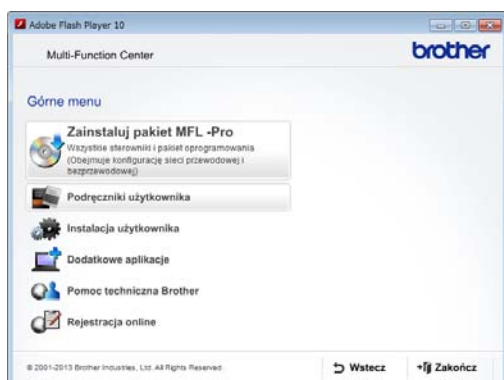 Adobe Flash Player 10
Multi-Function Center
brother
Górne menu
Zainstaluj pakiet MFL -Pro
Wszystkie sterowniki i pakiet oprogramowania
(Obejmuje konfigurację sieci przewodowej i
bezprzewodowej)
Podręczniki użytkownika
Instalacja użytkownika
Dodatkowe aplikacje
Pomoc techniczna Brother
Rejestracja online
© 2001-2013 Brother Industries, Ltd. All Rights Reserved.
Wstecz
Zakończ